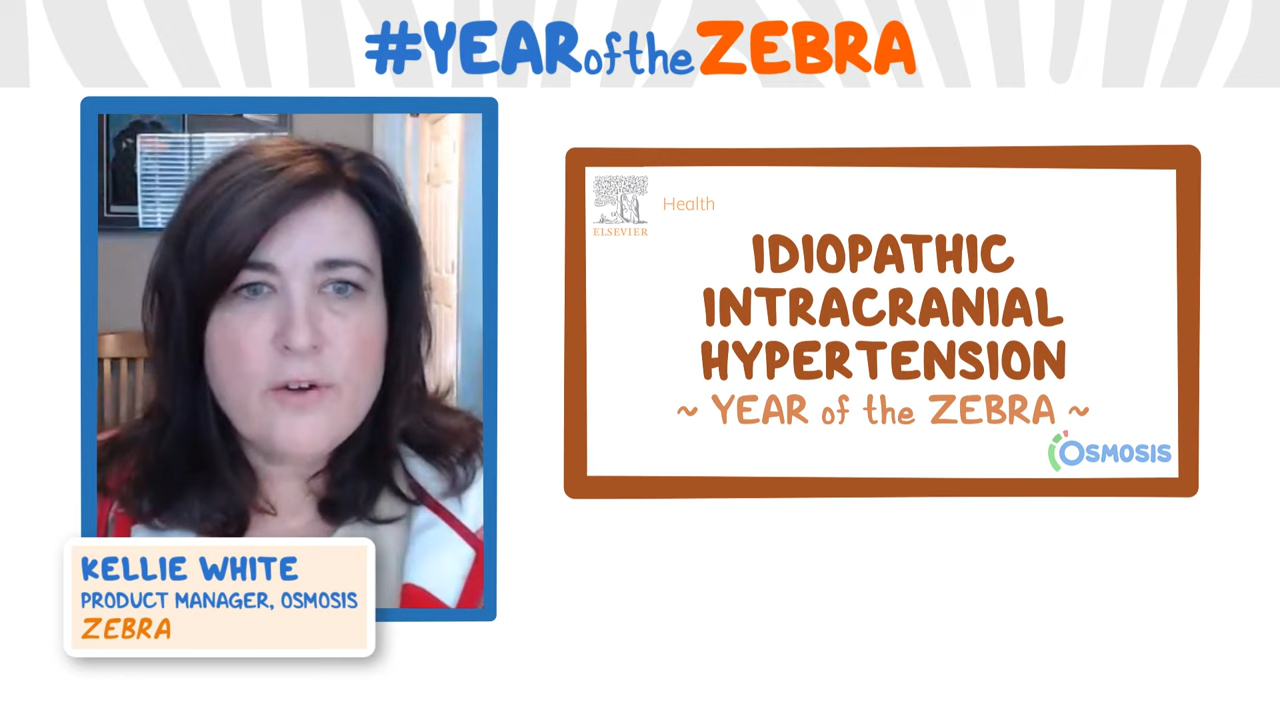 #YEARoftheZEBRA
ELSEVIER
Health
IDIOPATHIC
INTRACRANIAL
HYPERTENSION
~ YEAR of the ZEBRA ~
OSMOSIS
KELLIE WHITE
PRODUCT MANAGER, OSMOSIS
ZEBRA